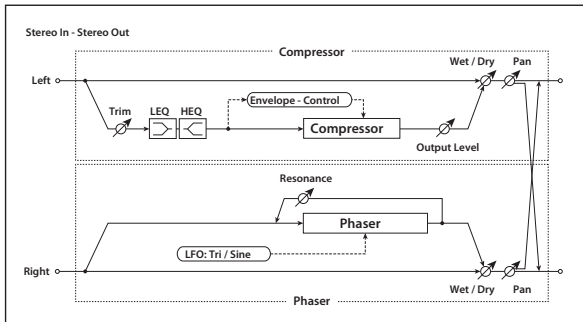 Stereo In - Stereo Out
Compressor
Wet / Dry
Pan
Left
Trim
LEQ
HEQ
Envelope - Control
Compressor
Output Level
Resonance
Phaser
LFO: Tri / Sine
Right
Wet / Dry
Pan
Phaser